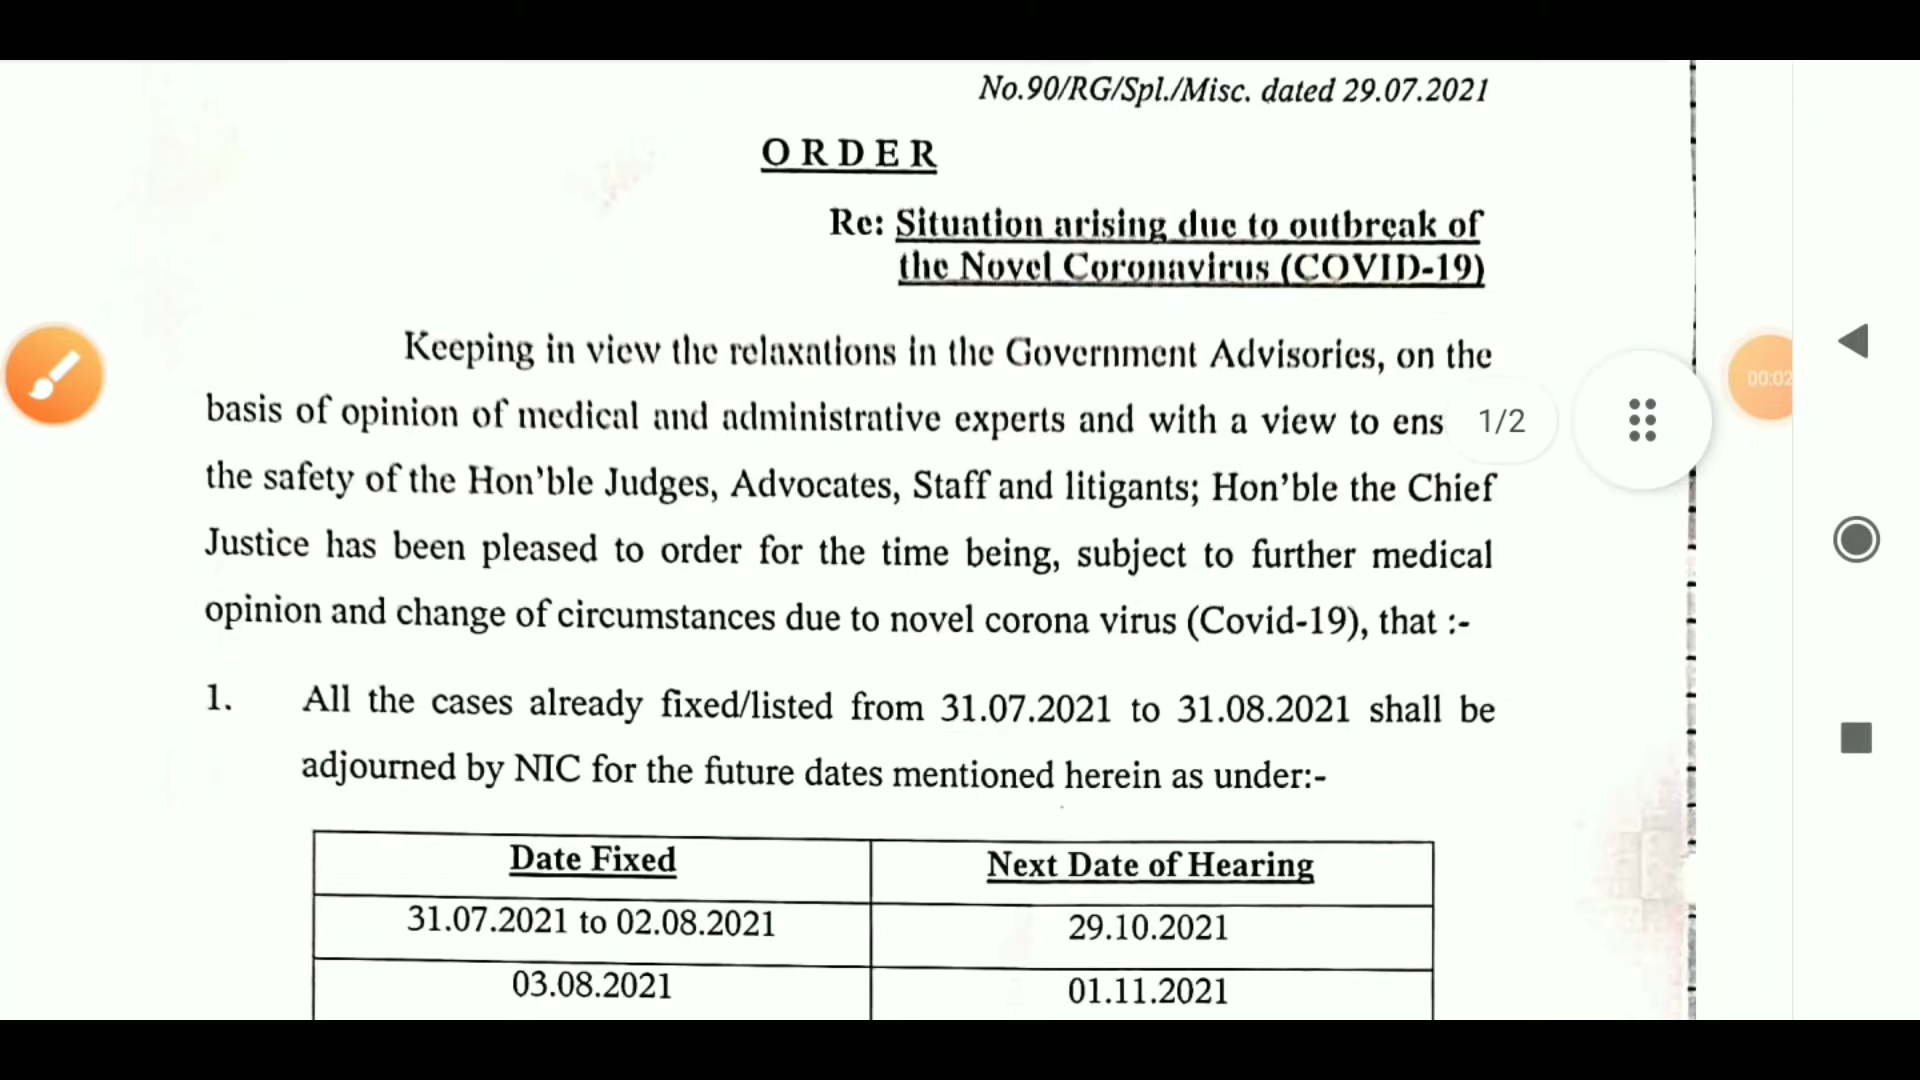 No.90/RG/Spl./Misc. dated 29.07.2021
ORDER
Re: Situation arising due to outbreak of
the Novel Coronavirus (COVID-19)
Keeping in view the relaxations in the Government Advisories, on the
basis of opinion of medical and administrative experts and with a view to ens
1/2
00:02
the safety of the Hon'ble Judges, Advocates, Staff and litigants; Hon'ble the Chief
Justice has been pleased to order for the time being, subject to further medical
opinion and change of circumstances due to novel corona virus (Covid-19), that :-
1. All the cases already fixed/listed from 31.07.2021 to 31.08.2021 shall be
adjourned by NIC for the future dates mentioned herein as under:-
Date Fixed Next Date of Hearing
31.07.2021 to 02.08.2021 29.10.2021
03.08.2021 01.11.2021